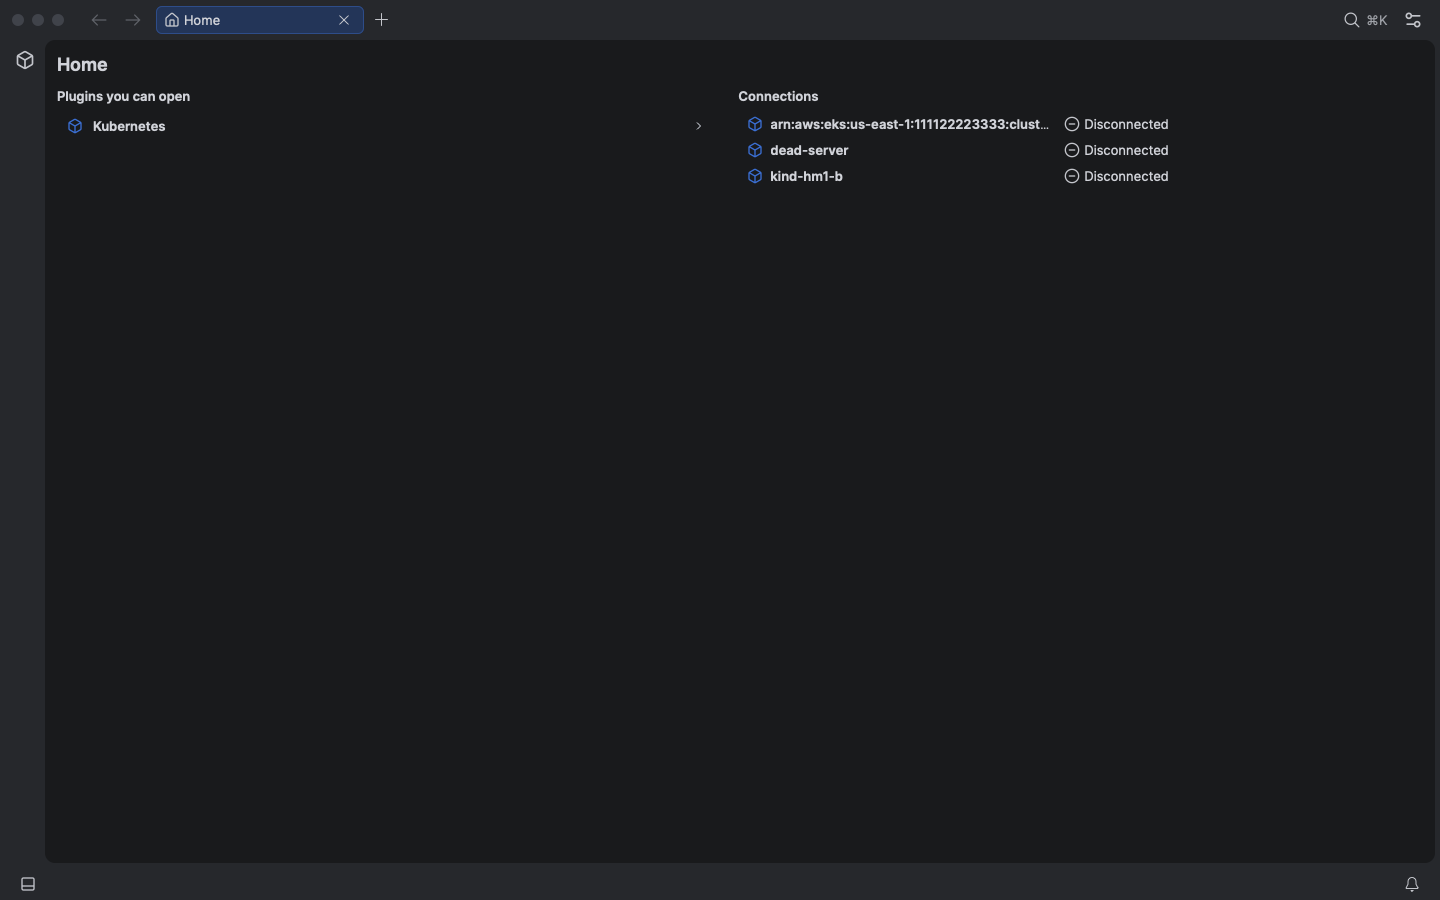 Home
⌘K
Home
Plugins you can open
Kubernetes
Connections
arn:aws:eks:us-east-1:111122223333:clust...
Disconnected
dead-server
Disconnected
kind-hm1-b
Disconnected